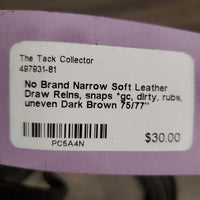 The Tack Collector
497931-81
No Brand Narrow Soft Leather
Draw Reins, snaps *gc, dirty, rubs,
uneven Dark Brown 75/77"
PC5A4N
$30.00